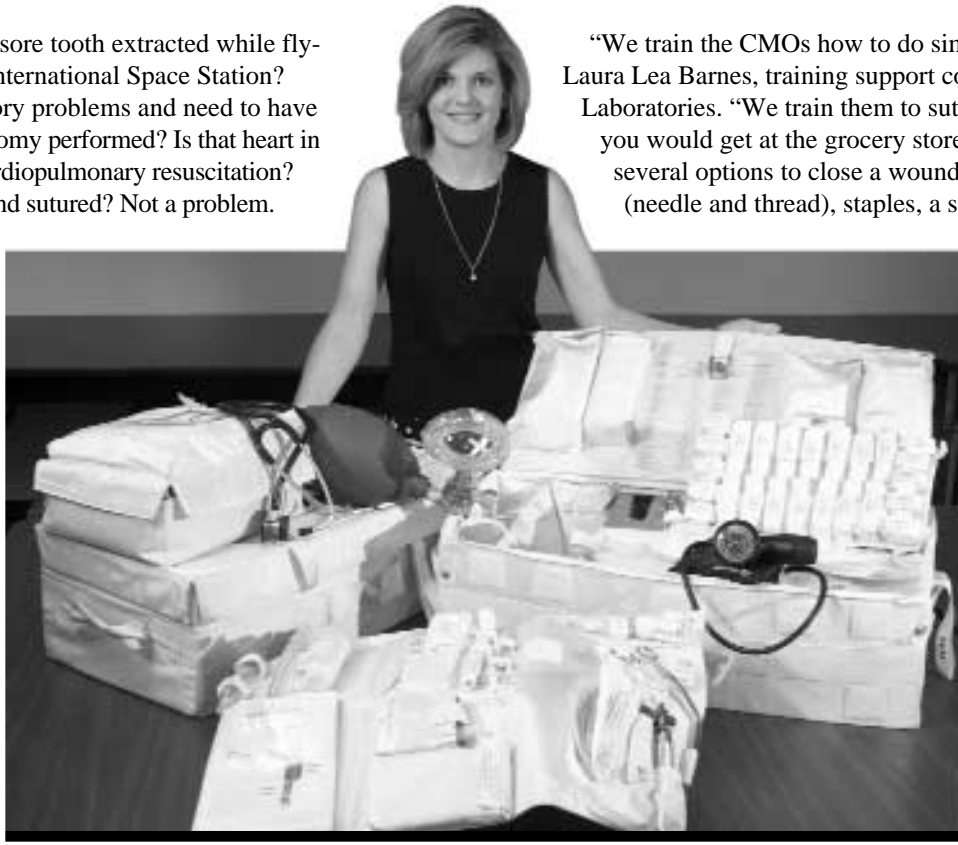 sore tooth extracted while fly-
nternational Space Station?
ory problems and need to have
omy performed? Is that heart in
rdiopulmonary resuscitation?
nd sutured? Not a problem.
“We train the CMOs how to do sin
Laura Lea Barnes, training support co
Laboratories. “We train them to sut
you would get at the grocery store
several options to close a wound
(needle and thread), staples, a s